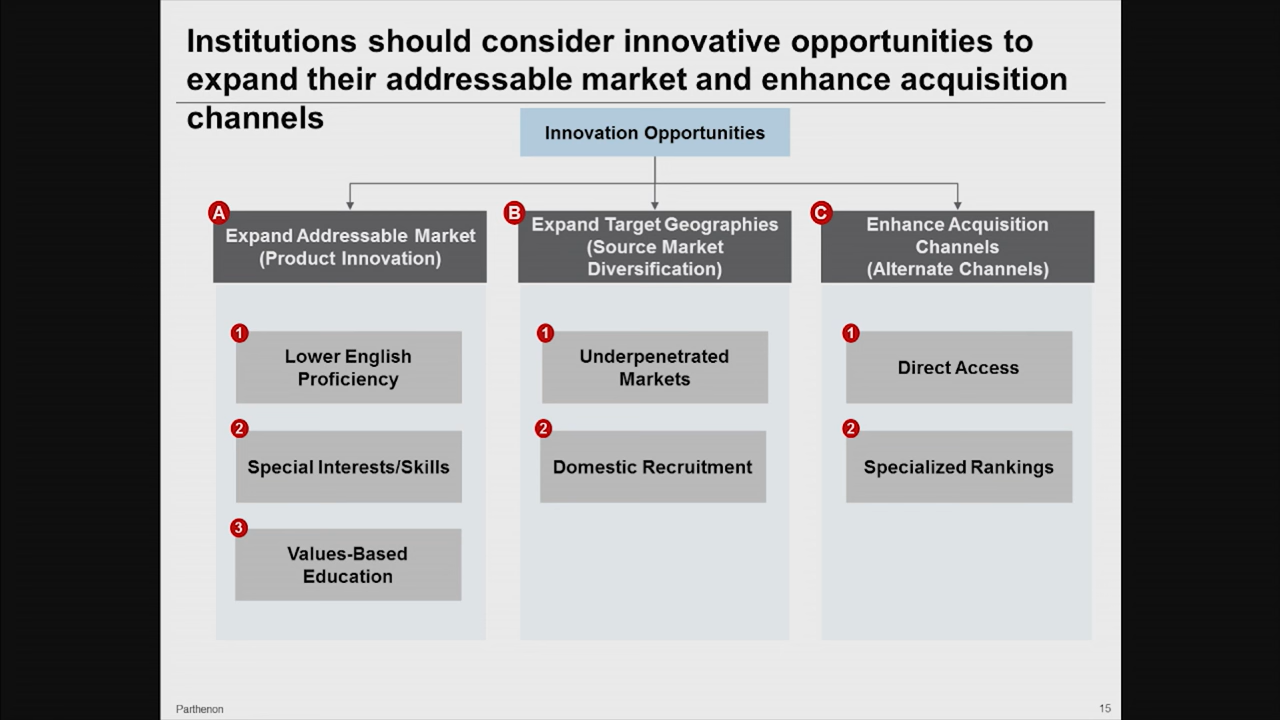 Institutions should consider innovative opportunities to
expand their addressable market and enhance acquisition
channels
Innovation Opportunities
A
Expand Addressable Market
(Product Innovation)
1
Lower English
Proficiency
2
Special Interests/Skills
3
Values-Based
Education
B
Expand Target Geographies
(Source Market
Diversification)
1
Underpenetrated
Markets
2
Domestic Recruitment
C
Enhance Acquisition
Channels
(Alternate Channels)
1
Direct Access
2
Specialized Rankings
Parthenon
15